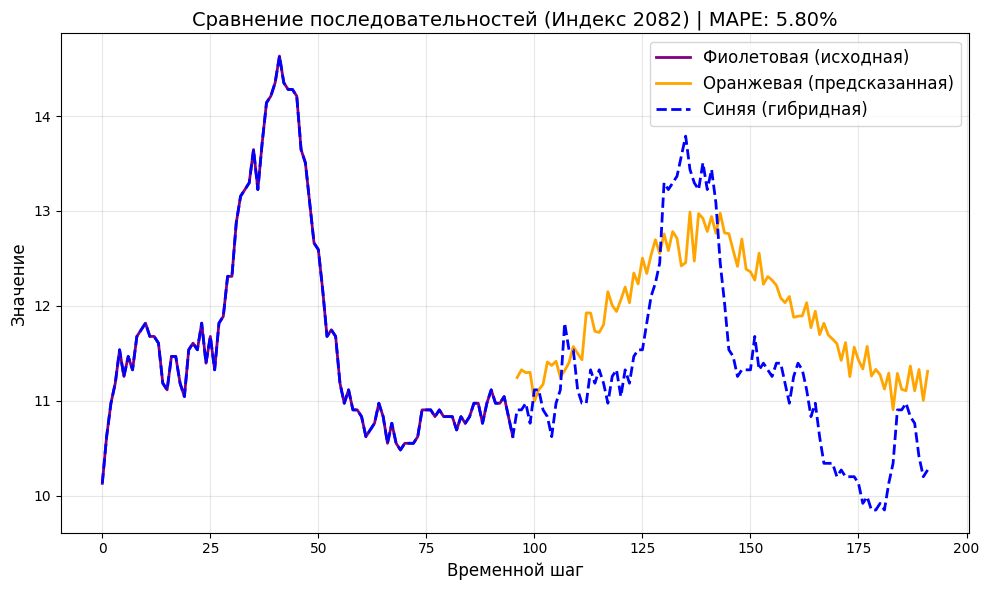 Сравнение последовательностей (Индекс 2082) | MAPE: 5.80%
Фиолетовая (исходная)
Оранжевая (предсказанная)
Синяя (гибридная)
Значение
14
13
12
11
10
0 25 50 75 100 125 150 175 200
Временной шаг